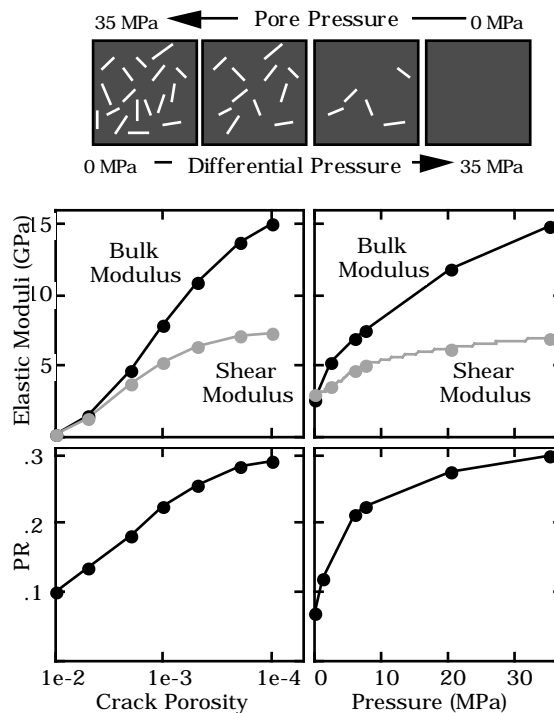 35 MPa Pore Pressure 0 MPa
0 MPa Differential Pressure 35 MPa
Elastic Moduli (GPa)
15
10
5
Bulk
Modulus
Shear
Modulus
Bulk
Modulus
Shear
Modulus
PR
.3
.2
.1
1e-2 1e-3 1e-4
Crack Porosity
0 10 20 30
Pressure (MPa)